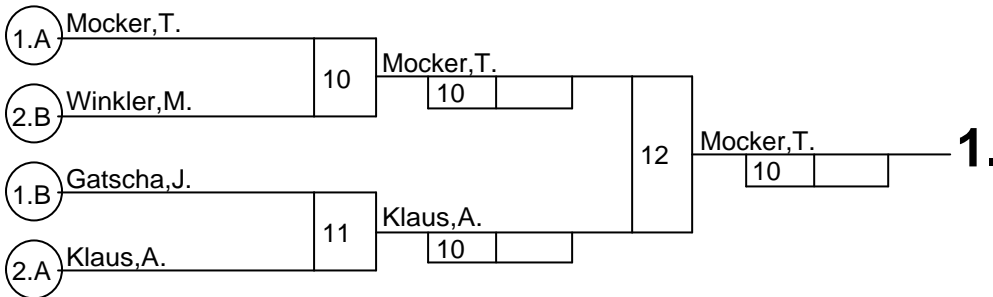 1.A Mocker,T.
10
Mocker,T.
10
2.B Winkler,M.
12
Mocker,T.
10
1.
1.B Gatscha,J.
11
Klaus,A.
10
2.A Klaus,A.